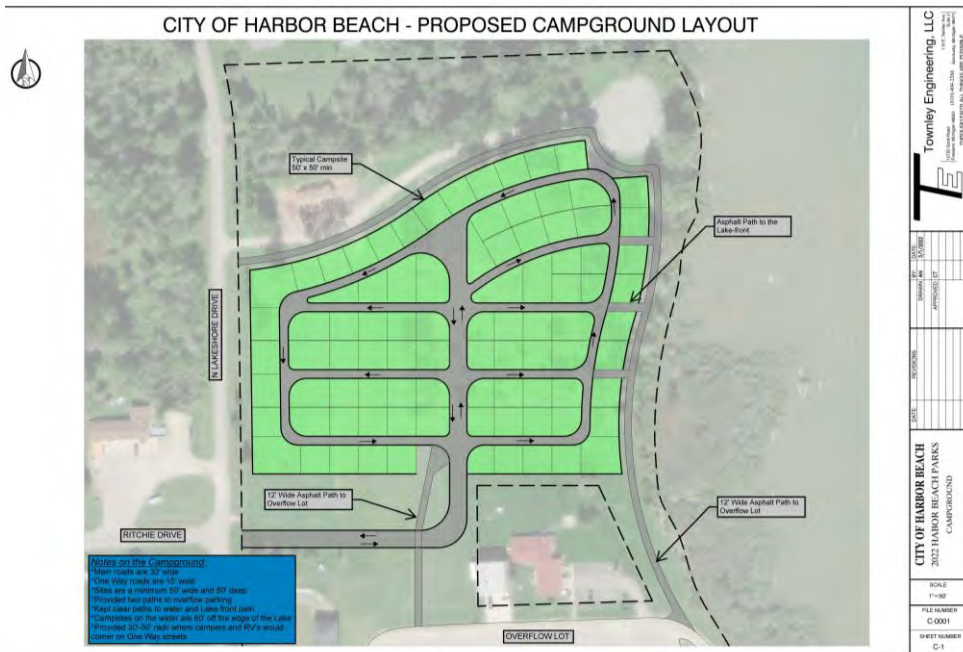 CITY OF HARBOR BEACH - PROPOSED CAMPGROUND LAYOUT
Typical Campsite
50' x 50' min
Asphalt Path to the
Lake-front
N LAKESHORE DRIVE
12' Wide Asphalt Path to
Overflow Lot
12' Wide Asphalt Path to
Overflow Lot
RITCHIE DRIVE
OVERFLOW LOT
Notes on the Campground:
*Main roads are 30' wide
*One Way roads are 15' wide
*Sites are a minimum 50' wide and 50' deep
*Provided two paths to overflow parking
*Kept clear paths to water and Lake front path
*Campsites on the water are 60' off the edge of the Lake
*Provided 30'-50' radii where campers and RV's would
corner on One Way streets
Townley Engineering, LLC
TE
DATE
BY
DRAWN
APPROVED
CT
DATE
REVISIONS
CITY OF HARBOR BEACH
2022 HABOR BEACH PARKS
CAMPGROUND
SCALE
1"=50'
FILE NUMBER
C-0001
SHEET NUMBER
C-1